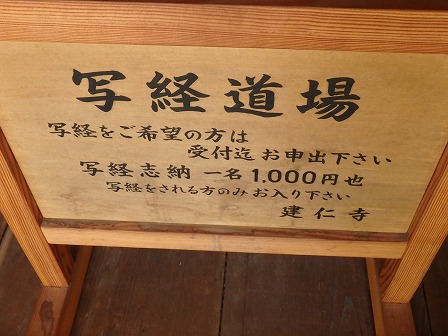 写経道場
写経をご希望の方は
受付迄 お申出下さい
写経志納 一名 1,000円也
写経をされる方のみ お入り下さい
建仁寺